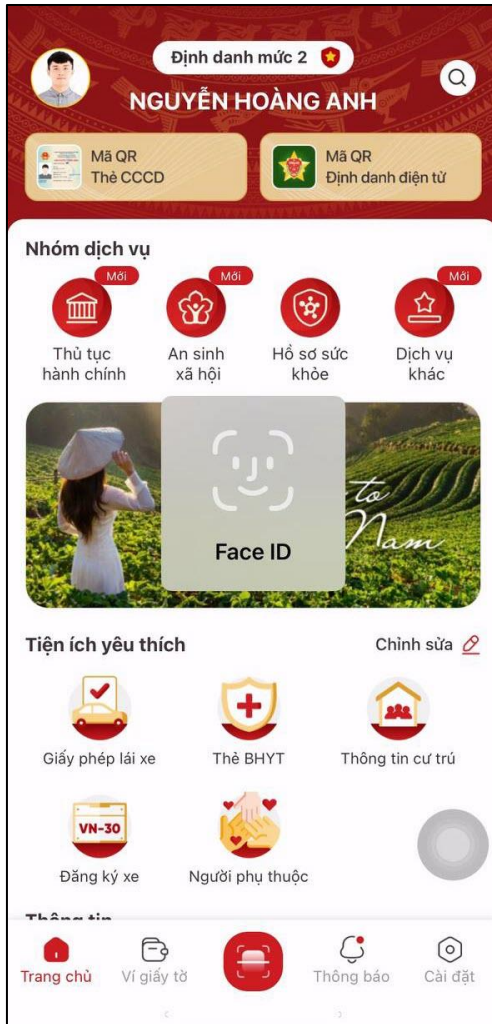 Định danh mức 2
NGUYỄN HOÀNG ANH
Mã QR
Thẻ CCCD
Mã QR
Định danh điện tử
Nhóm dịch vụ
Mới
Mới
Mới
Thủ tục
hành chính
An sinh
xã hội
Hồ sơ sức
khỏe
Dịch vụ
khác
to
Nam
Face ID
Tiện ích yêu thích
Chỉnh sửa
Giấy phép lái xe
Thẻ BHYT
Thông tin cư trú
VN-30
Đăng ký xe
Người phụ thuộc
Thông tin
Trang chủ
Ví giấy tờ
Thông báo
Cài đặt